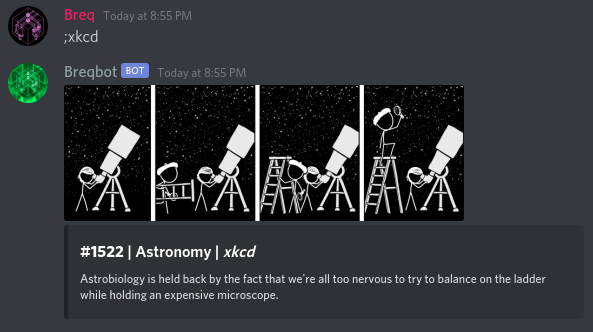 Breq Today at 8:55 PM
;xkcd
Breqbot BOT Today at 8:55 PM
#1522 | Astronomy | xkcd
Astrobiology is held back by the fact that we're all too nervous to try to balance on the ladder
while holding an expensive microscope.